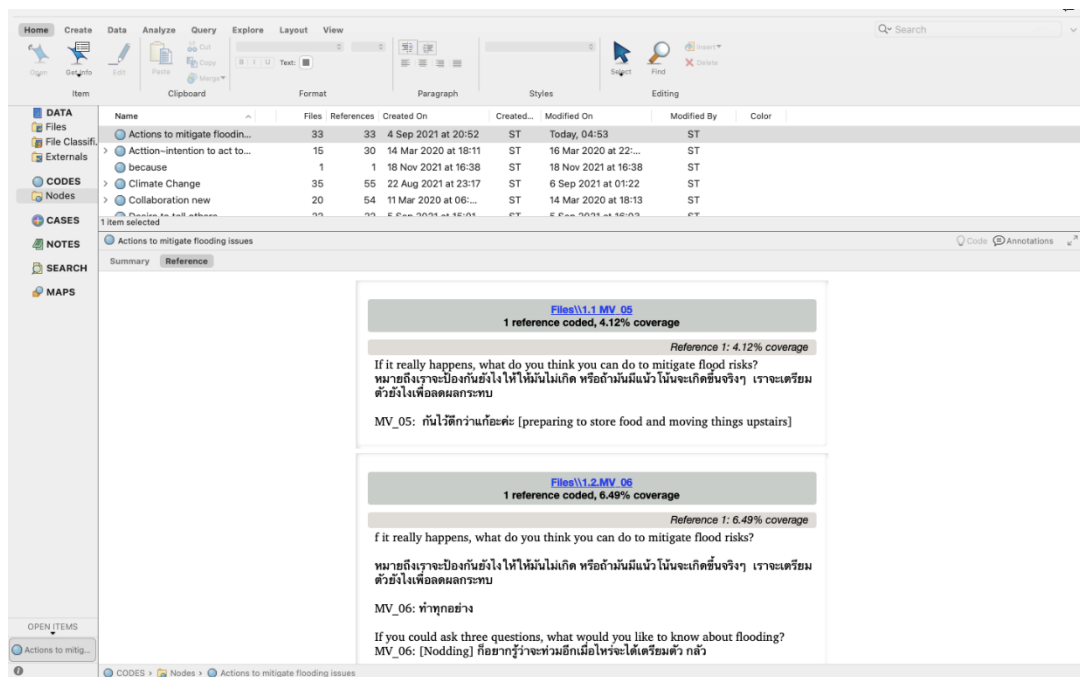 Home Create Data Analyze Query Explore Layout View
Search
Open Get Info Edit Paste Cut Copy Merge
B I U Text:
Select Find Insert Delete
Item Clipboard Format Paragraph Styles Editing
DATA
Files
File Classifi.
Externals
CODES
Nodes
CASES
NOTES
SEARCH
MAPS
Name Files References Created On Created... Modified On Modified By Color
Actions to mitigate floodin... 33 33 4 Sep 2021 at 20:52 ST Today, 04:53 ST
Acttion-intention to act to... 15 30 14 Mar 2020 at 18:11 ST 16 Mar 2020 at 22:... ST
because 1 1 18 Nov 2021 at 16:38 ST 18 Nov 2021 at 16:38 ST
Climate Change 35 55 22 Aug 2021 at 23:17 ST 6 Sep 2021 at 01:22 ST
Collaboration new 20 54 11 Mar 2020 at 06:... ST 14 Mar 2020 at 18:13 ST
1 item selected
Actions to mitigate flooding issues Code Annotations
Summary Reference
Files\\1.1 MV_05
1 reference coded, 4.12% coverage
Reference 1: 4.12% coverage
If it really happens, what do you think you can do to mitigate flood risks?
หมายถึงเราจะป้องกันยังไงให้ให้มันไม่เกิด หรือถ้ามันมีแน้วโน้นจะเกิดขึ้นจริงๆ เราจะเตรียม
ตัวยังไงเพื่อลดผลกระทบ
MV_05: กันไว้ดีกว่าแก้อะค่ะ [preparing to store food and moving things upstairs]
Files\\1.2.MV_06
1 reference coded, 6.49% coverage
Reference 1: 6.49% coverage
f it really happens, what do you think you can do to mitigate flood risks?
หมายถึงเราจะป้องกันยังไงให้ให้มันไม่เกิด หรือถ้ามันมีแน้วโน้นจะเกิดขึ้นจริงๆ เราจะเตรียม
ตัวยังไงเพื่อลดผลกระทบ
MV_06: ทำทุกอย่าง
If you could ask three questions, what would you like to know about flooding?
MV_06: [Nodding] ก็อยากรู้ว่าจะท่วมอีกเมื่อไหร่จะได้เตรียมตัว กลัว
OPEN ITEMS
Actions to mitig...
CODES > Nodes > Actions to mitigate flooding issues